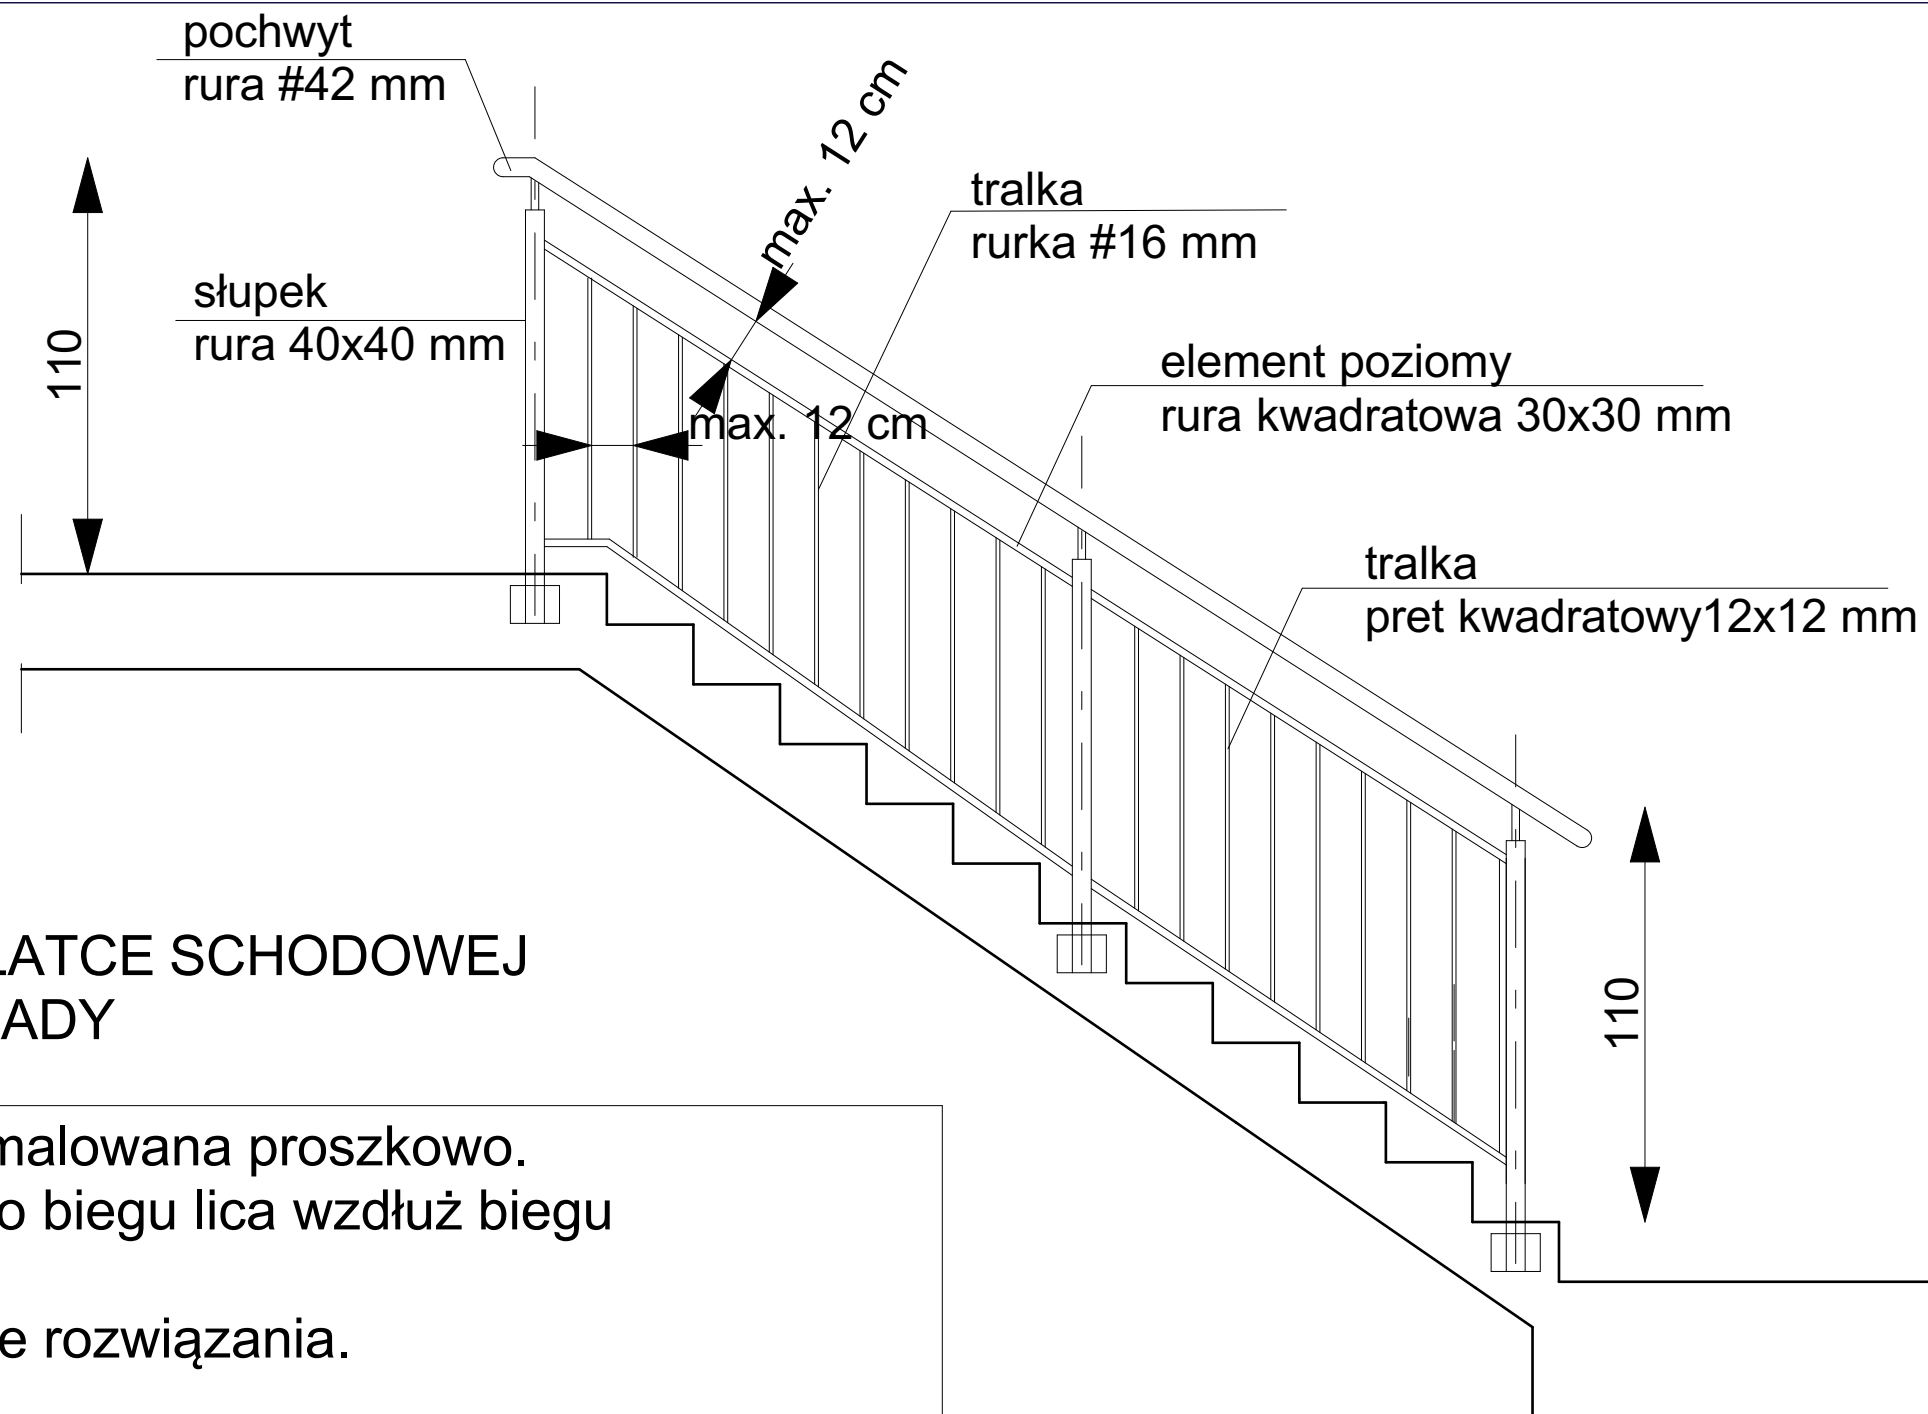 pochwyt
rura #42 mm
max. 12 cm
tralka
rurka #16 mm
słupek
rura 40x40 mm
110
element poziomy
rura kwadratowa 30x30 mm
max. 12 cm
tralka
pret kwadratowy12x12 mm
LATCE SCHODOWEJ
ADY
110
malowana proszkowo.
o biegu lica wzdłuż biegu
e rozwiązania.